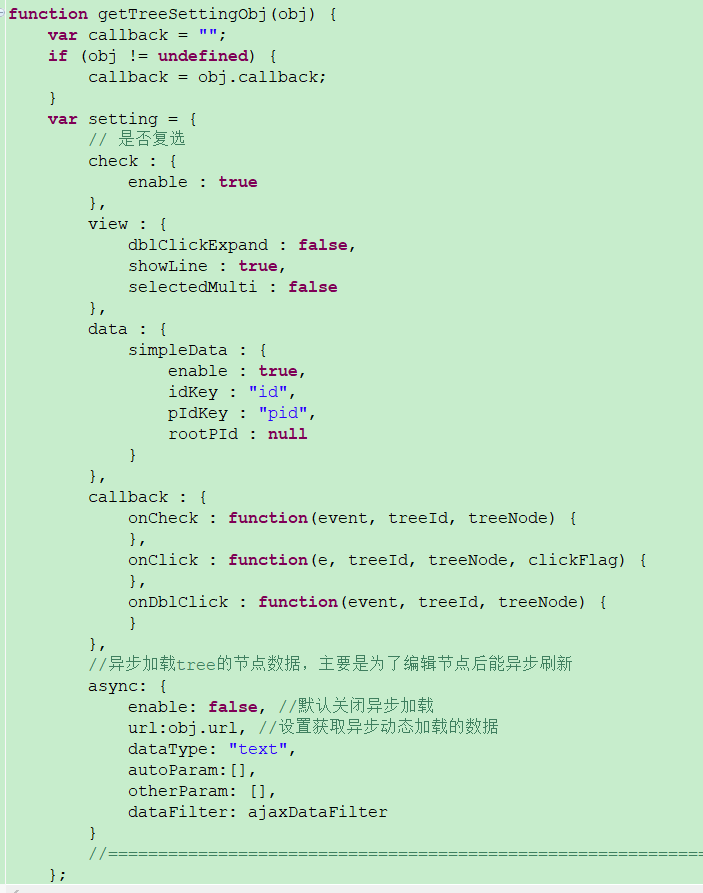 function getTreeSettingObj(obj) {
    var callback = "";
    if (obj != undefined) {
        callback = obj.callback;
    }
    var setting = {
        // 是否复选
        check : {
            enable : true
        },
        view : {
            dblClickExpand : false,
            showLine : true,
            selectedMulti : false
        },
        data : {
            simpleData : {
                enable : true,
                idKey : "id",
                pIdKey : "pid",
                rootPId : null
            }
        },
        callback : {
            onCheck : function(event, treeId, treeNode) {
            },
            onClick : function(e, treeId, treeNode, clickFlag) {
            },
            onDblClick : function(event, treeId, treeNode) {
            }
        },
        //异步加载tree的节点数据，主要是为了编辑节点后能异步刷新
        async: {
            enable: false, //默认关闭异步加载
            url:obj.url, //设置获取异步动态加载的数据
            dataType: "text",
            autoParam:[],
            otherParam: [],
            dataFilter: ajaxDataFilter
        }
        //============================================================
    };